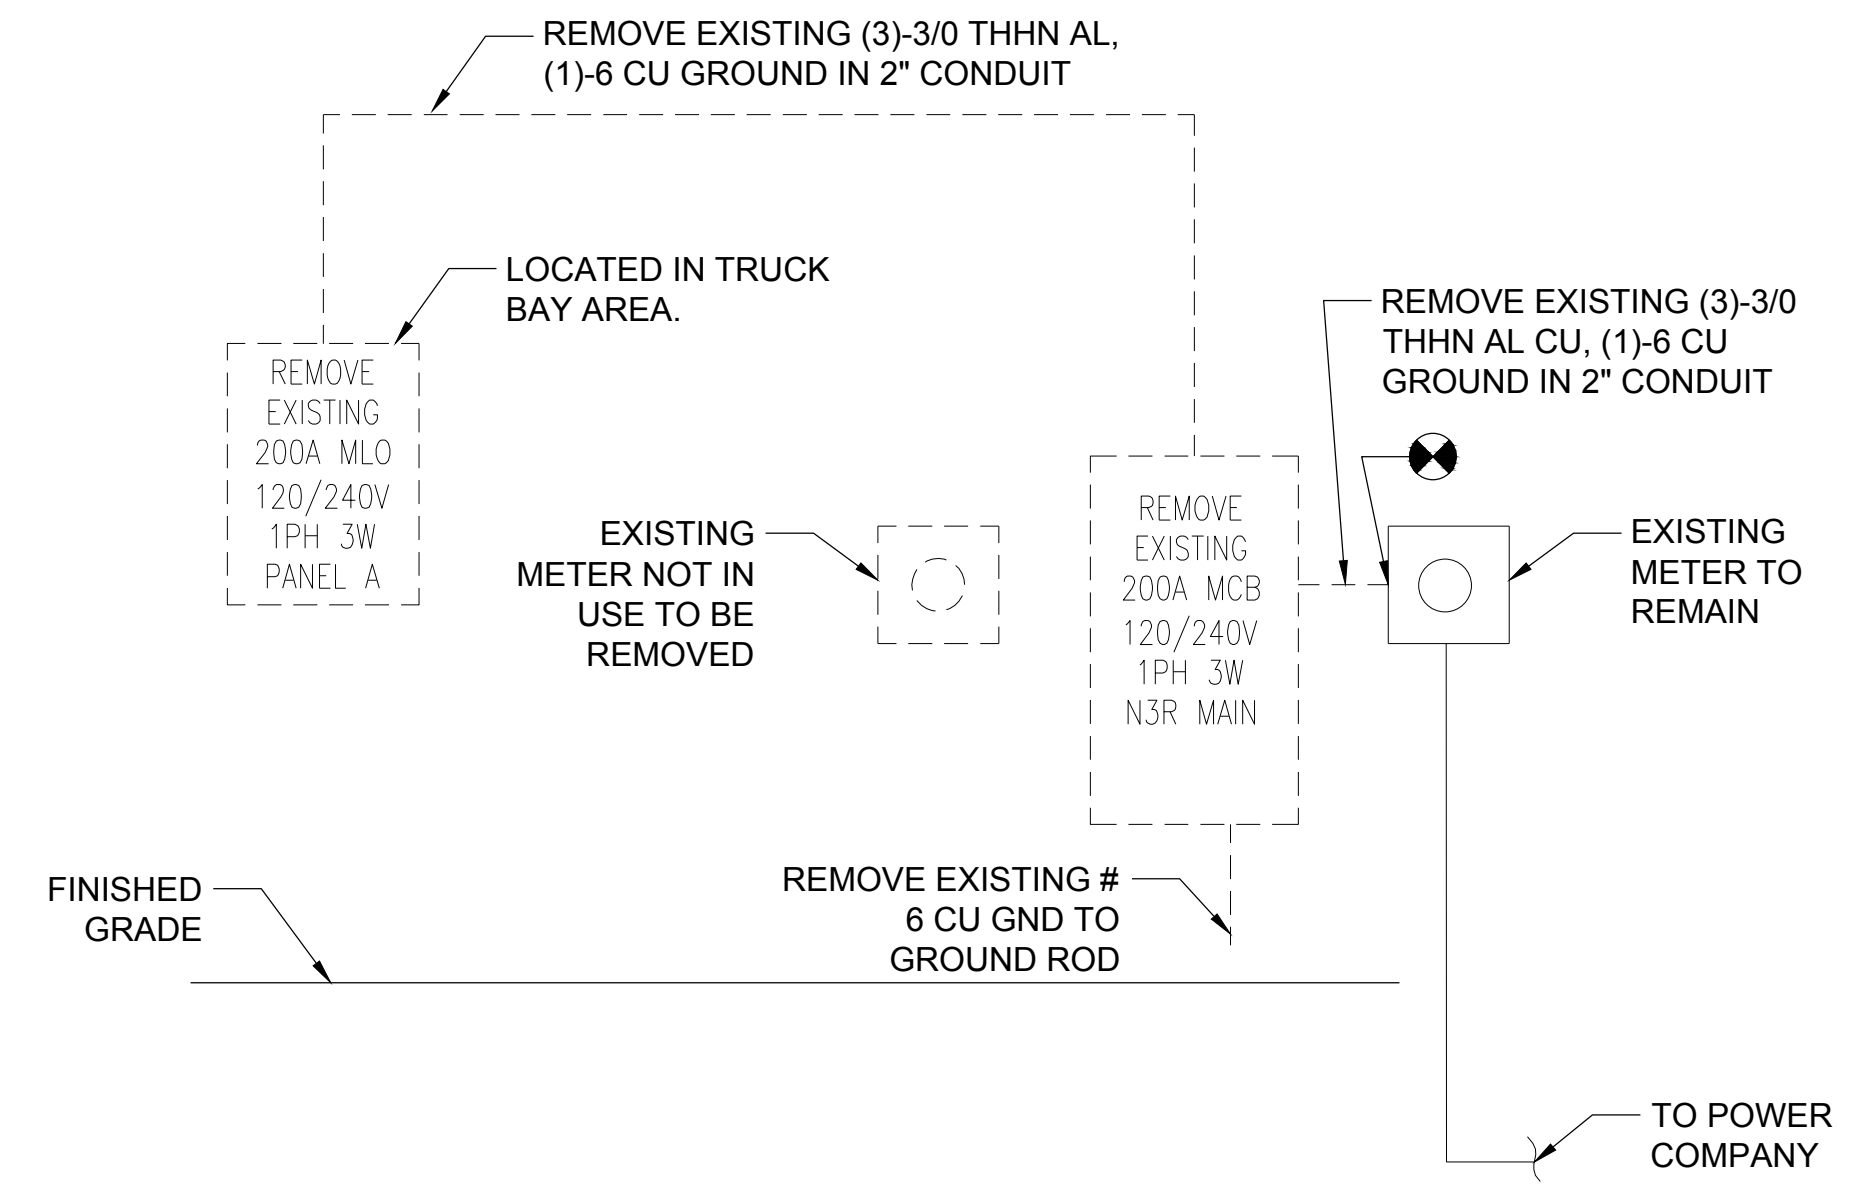 REMOVE EXISTING (3)-3/0 THHN AL,
(1)-6 CU GROUND IN 2" CONDUIT
LOCATED IN TRUCK
BAY AREA.
REMOVE EXISTING (3)-3/0
THHN AL CU, (1)-6 CU
GROUND IN 2" CONDUIT
REMOVE
EXISTING
200A MLO
120/240V
1PH 3W
PANEL A
EXISTING
METER NOT IN
USE TO BE
REMOVED
REMOVE
EXISTING
200A MCB
120/240V
1PH 3W
N3R MAIN
EXISTING
METER TO
REMAIN
FINISHED
GRADE
REMOVE EXISTING #
6 CU GND TO
GROUND ROD
TO POWER
COMPANY